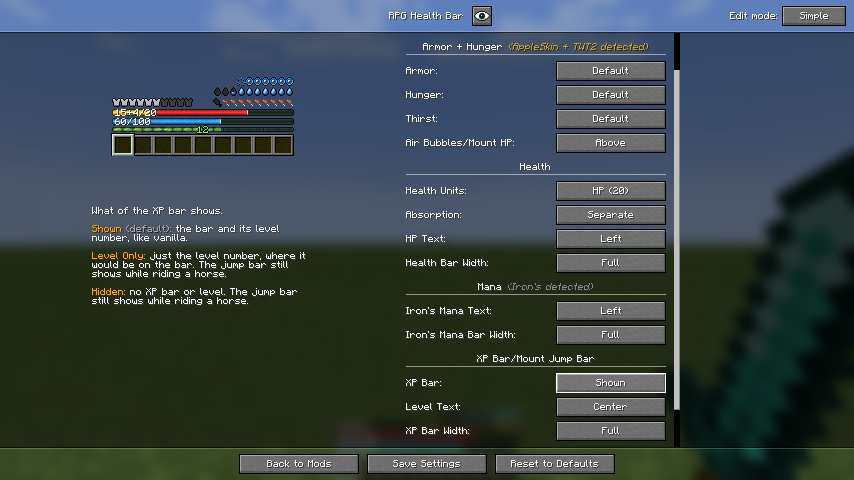 RPG Health Bar
Edit mode: Simple
Armor + Hunger (AppleSkin + TWT2 detected)
Armor: Default
Hunger: Default
Thirst: Default
Air Bubbles/Mount HP: Above
Health
Health Units: HP (20)
Absorption: Separate
HP Text: Left
Health Bar Width: Full
Mana (Iron's detected)
Iron's Mana Text: Left
Iron's Mana Bar Width: Full
XP Bar/Mount Jump Bar
XP Bar: Shown
Level Text: Center
XP Bar Width: Full
15+4/20
60/100
12
What of the XP bar shows.
Shown (default): the bar and its level
number, like vanilla.
Level Only: just the level number, where it
would be on the bar. The jump bar still
shows while riding a horse.
Hidden: no XP bar or level. The jump bar
still shows while riding a horse.
Back to Mods
Save Settings
Reset to Defaults